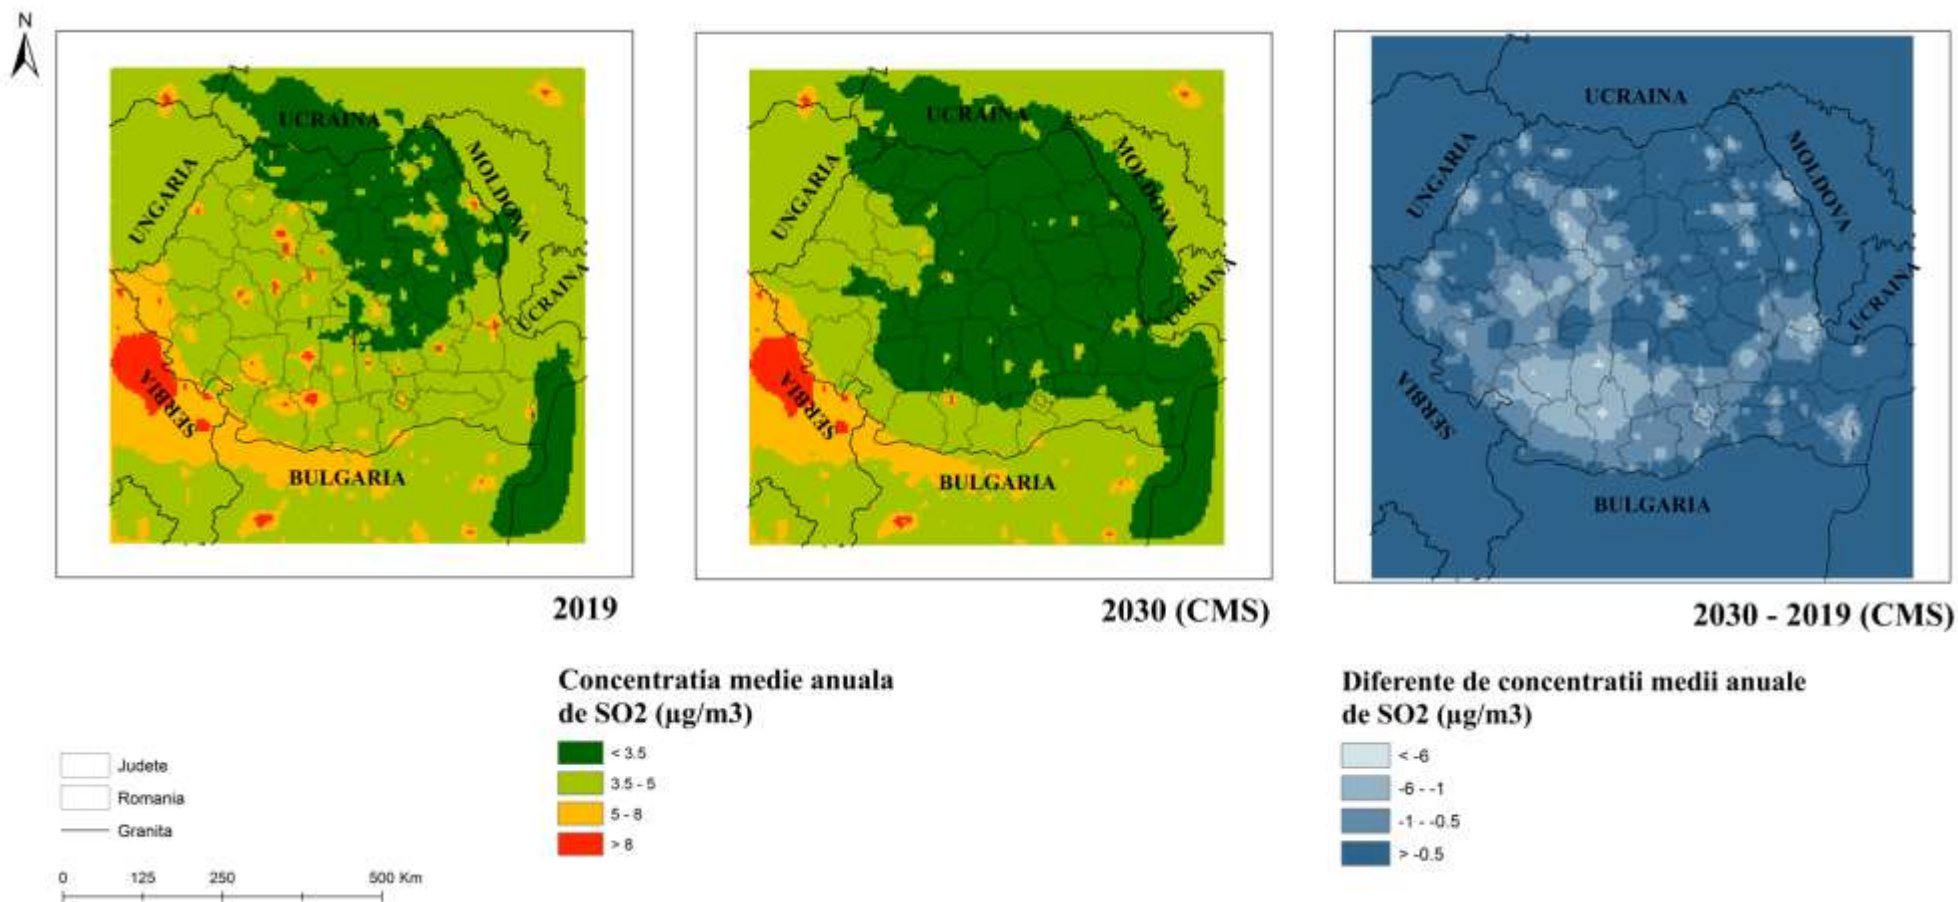 N
UCRAINA
UNGARIA
MOLDOVA
UCRAINA
SERBIA
BULGARIA
2019
UCRAINA
UNGARIA
MOLDOVA
UCRAINA
SERBIA
BULGARIA
2030 (CMS)
UCRAINA
UNGARIA
MOLDOVA
UCRAINA
SERBIA
BULGARIA
2030 - 2019 (CMS)
Judete
Romania
Granita
0 125 250 500 Km
Concentratia medie anuala
de SO2 (µg/m3)
< 3.5
3.5 - 5
5 - 8
> 8
Diferente de concentratii medii anuale
de SO2 (µg/m3)
< -6
-6 - -1
-1 - -0.5
> -0.5